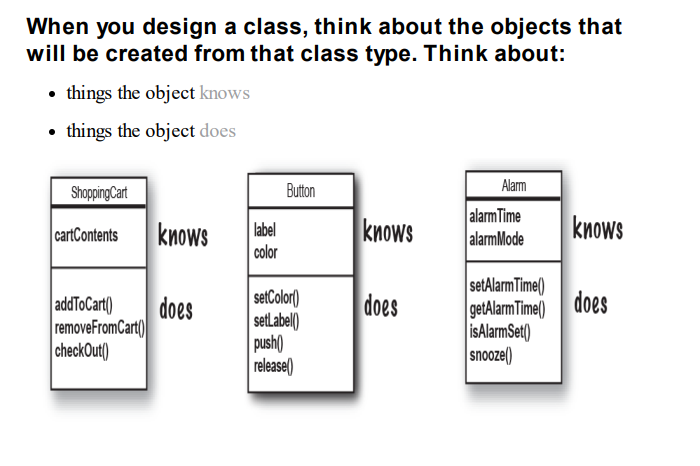 When you design a class, think about the objects that
will be created from that class type. Think about:
• things the object knows
• things the object does
ShoppingCart
cartContents
knows
addToCart()
removeFromCart()
checkOut()
does
Button
label
color
knows
setColor()
setLabel()
push()
release()
does
Alarm
alarmTime
alarmMode
knows
setAlarmTime()
getAlarmTime()
isAlarmSet()
snooze()
does